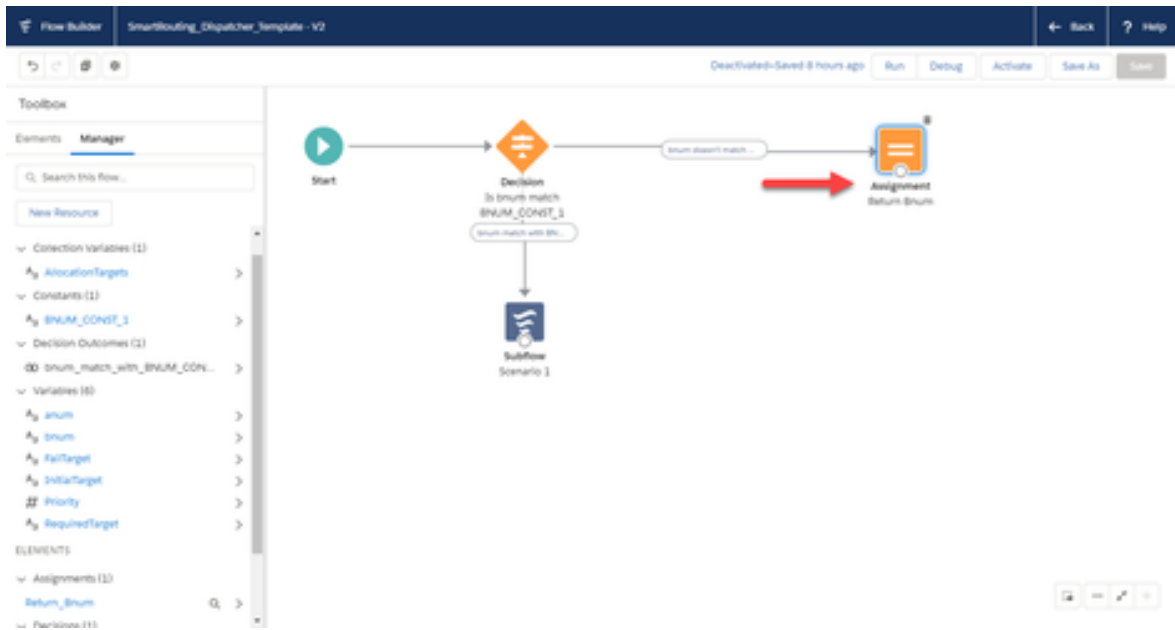 Flow Builder
SmartRouting_Dispatcher_Template - V2
Back
? Help
Deactivated•Saved 8 hours ago
Run
Debug
Activate
Save As
Save
Toolbox
Elements
Manager
Search this flow...
New Resource
Collection Variables (1)
AllocationTargets
Constants (1)
BNUM_CONST_1
Decision Outcomes (1)
bnum_match_with_BNUM_CON...
Variables (6)
anum
bnum
FailTarget
InitialTarget
Priority
RequiredTarget
ELEMENTS
Assignments (1)
Return_Bnum
Decisions (1)
Start
Decision
Is bnum match
BNUM_CONST_1
bnum match with BN...
Subflow
Scenario 1
bnum doesn't match ...
Assignment
Return Bnum